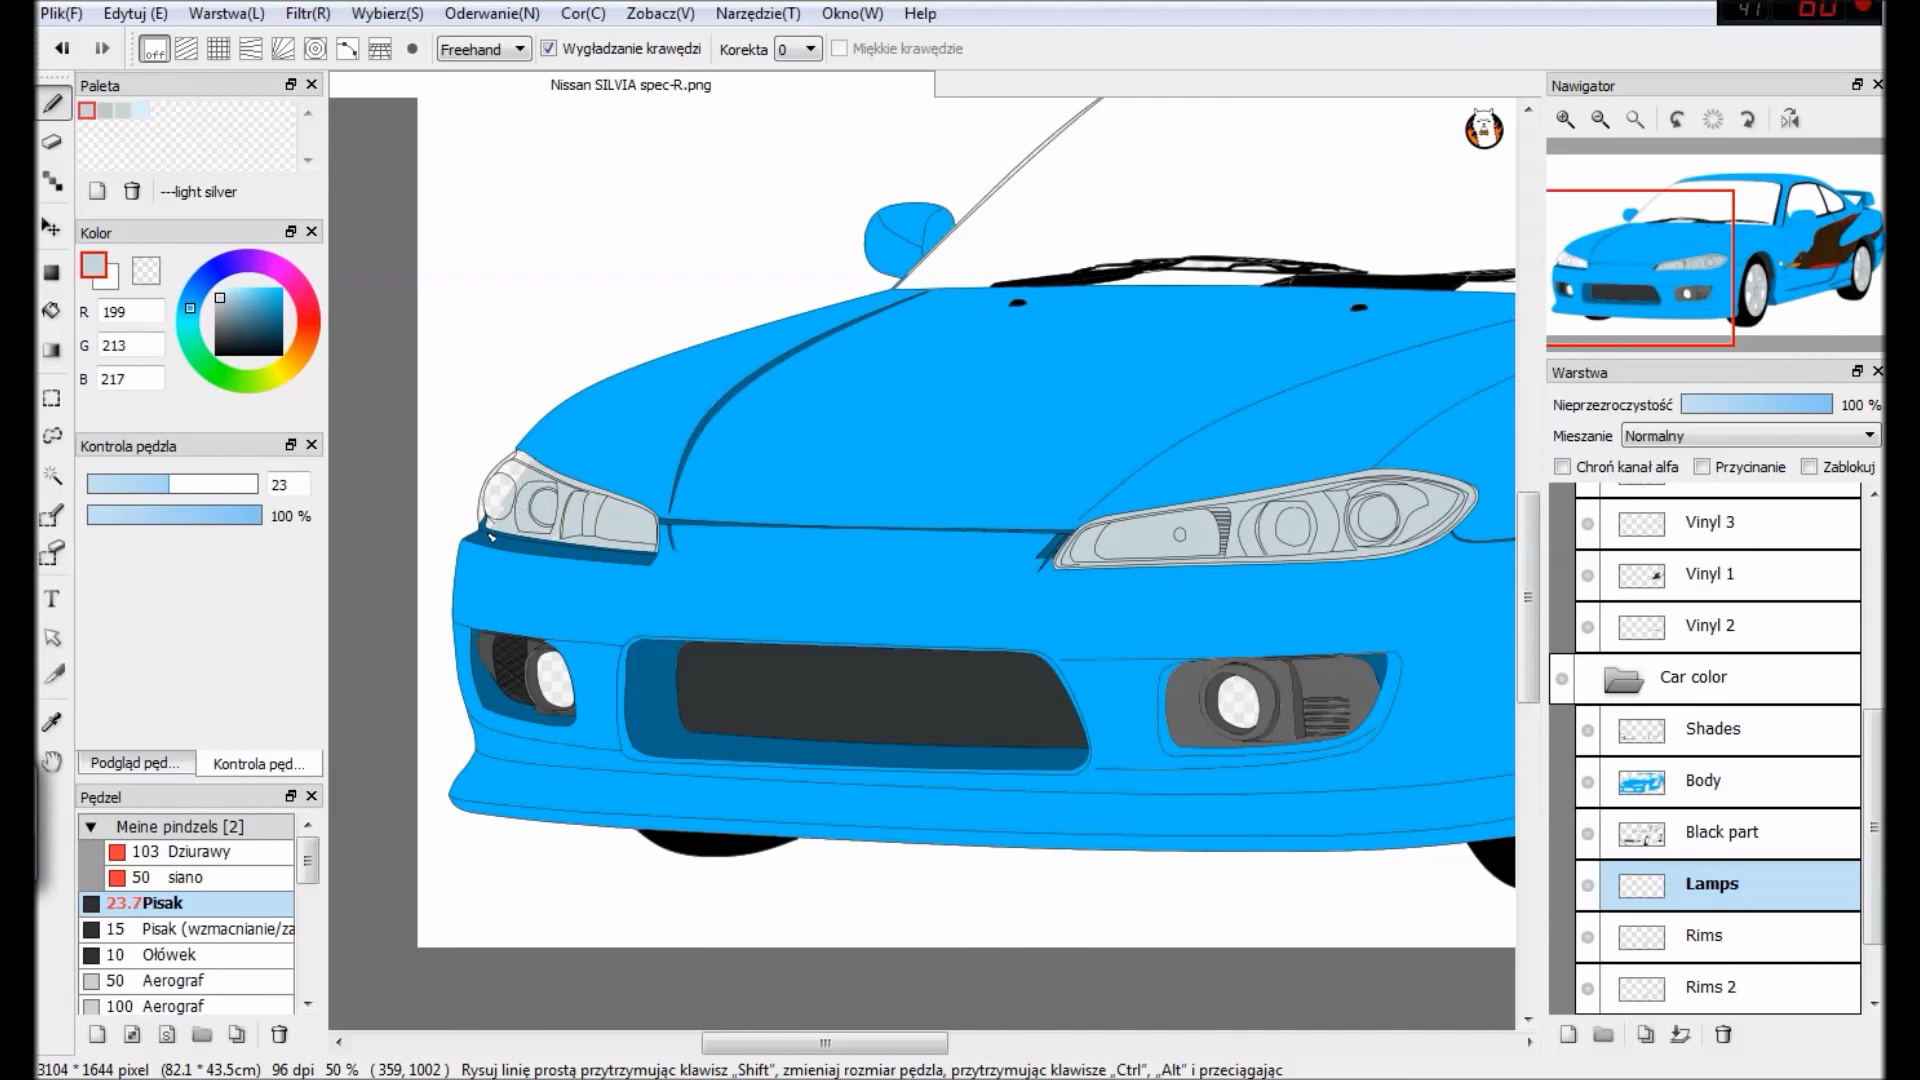 Plik(F) Edytuj (E) Warstwa(L) Filtr(R) Wybierz(S) Oderwanie(N) Cor(C) Zobacz(V) Narzędzie(T) Okno(W) Help
41 60
off Freehand Wygładzanie krawędzi Korekta 0 Miękkie krawędzie
Paleta
Nissan SILVIA spec-R.png
Nawigator
---light silver
Kolor
R 199
G 213
B 217
Kontrola pędzla
23
100 %
Podgląd pęd...
Kontrola pęd...
Pędzel
Meine pindzels [2]
103 Dziurawy
50 siano
23.7 Pisak
15 Pisak (wzmacnianie/za
10 Ołówek
50 Aerograf
100 Aerograf
Warstwa
Nieprzezroczystość 100 %
Mieszanie Normalny
Chroń kanał alfa Przycinanie Zablokuj
Vinyl 3
Vinyl 1
Vinyl 2
Car color
Shades
Body
Black part
Lamps
Rims
Rims 2
3104 * 1644 pixel (82.1 * 43.5cm) 96 dpi 50 % ( 359, 1002 ) Rysuj linię prostą przytrzymując klawisz „Shift", zmieniaj rozmiar pędzla, przytrzymując klawisze „Ctrl", „Alt" i przeciągając